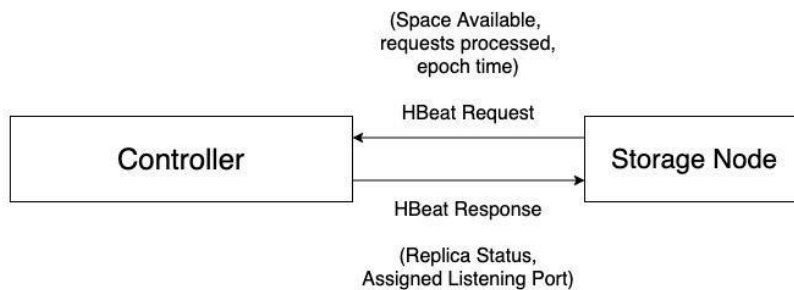 (Space Available,
requests processed,
epoch time)
HBeat Request
Controller
Storage Node
HBeat Response
(Replica Status,
Assigned Listening Port)